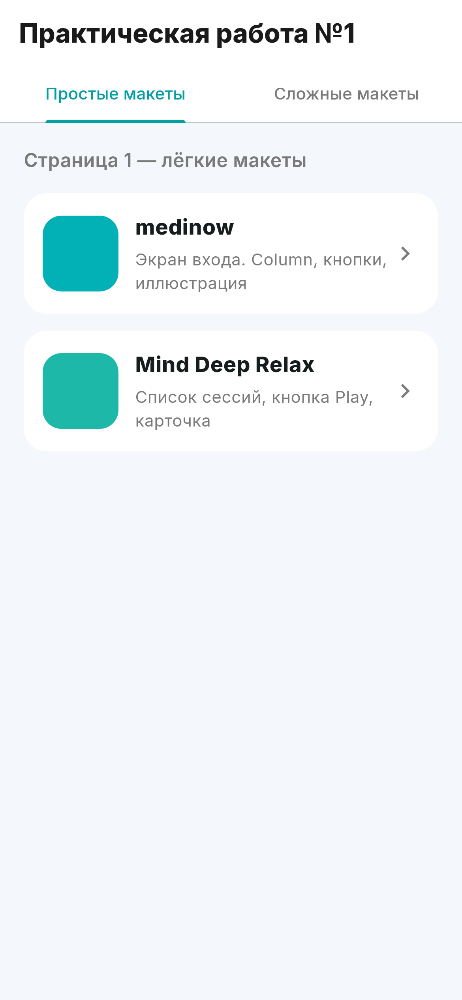 Практическая работа №1
Простые макеты
Сложные макеты
Страница 1 — лёгкие макеты
medinow
Экран входа. Column, кнопки,
иллюстрация
Mind Deep Relax
Список сессий, кнопка Play,
карточка